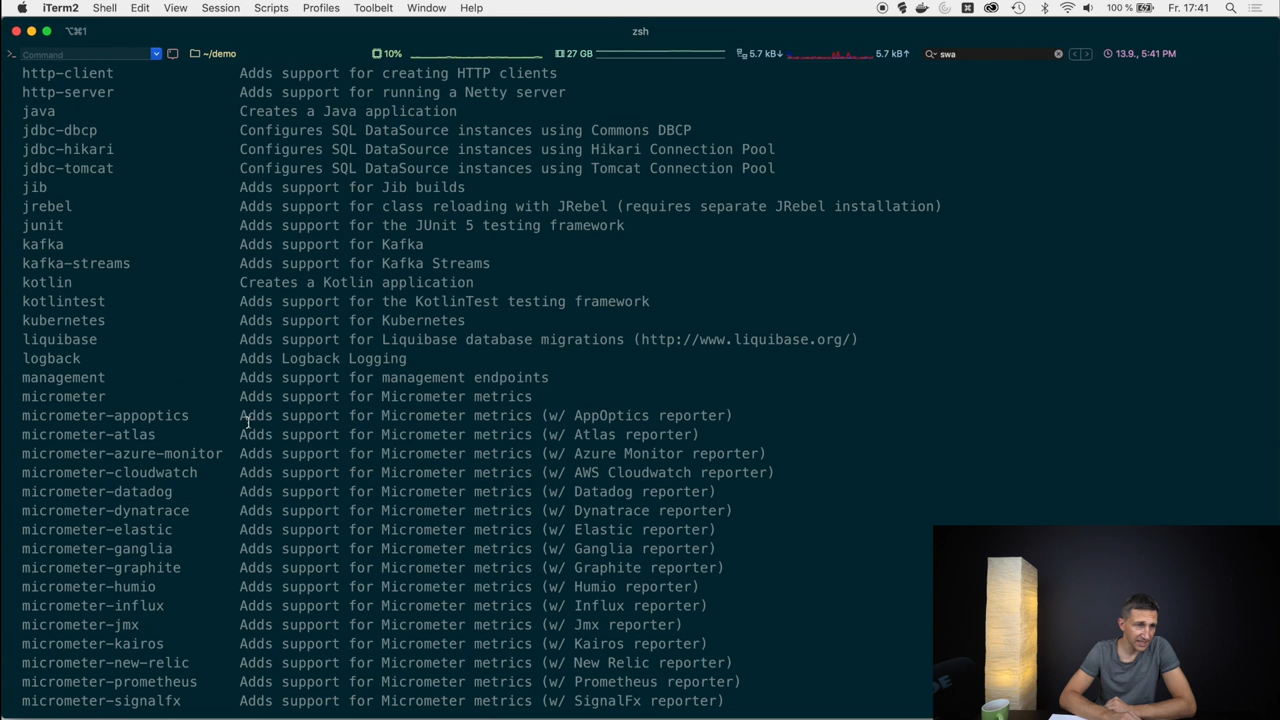 iTerm2 Shell Edit View Session Scripts Profiles Toolbelt Window Help 100 % Fr. 17:41
⌥⌘1 zsh
Command ~/demo 10% 27 GB 5.7 kB↓ 5.7 kB↑ swa 13.9., 5:41 PM
http-client Adds support for creating HTTP clients
http-server Adds support for running a Netty server
java Creates a Java application
jdbc-dbcp Configures SQL DataSource instances using Commons DBCP
jdbc-hikari Configures SQL DataSource instances using Hikari Connection Pool
jdbc-tomcat Configures SQL DataSource instances using Tomcat Connection Pool
jib Adds support for Jib builds
jrebel Adds support for class reloading with JRebel (requires separate JRebel installation)
junit Adds support for the JUnit 5 testing framework
kafka Adds support for Kafka
kafka-streams Adds support for Kafka Streams
kotlin Creates a Kotlin application
kotlintest Adds support for the KotlinTest testing framework
kubernetes Adds support for Kubernetes
liquibase Adds support for Liquibase database migrations (http://www.liquibase.org/)
logback Adds Logback Logging
management Adds support for management endpoints
micrometer Adds support for Micrometer metrics
micrometer-appoptics Adds support for Micrometer metrics (w/ AppOptics reporter)
micrometer-atlas Adds support for Micrometer metrics (w/ Atlas reporter)
micrometer-azure-monitor Adds support for Micrometer metrics (w/ Azure Monitor reporter)
micrometer-cloudwatch Adds support for Micrometer metrics (w/ AWS Cloudwatch reporter)
micrometer-datadog Adds support for Micrometer metrics (w/ Datadog reporter)
micrometer-dynatrace Adds support for Micrometer metrics (w/ Dynatrace reporter)
micrometer-elastic Adds support for Micrometer metrics (w/ Elastic reporter)
micrometer-ganglia Adds support for Micrometer metrics (w/ Ganglia reporter)
micrometer-graphite Adds support for Micrometer metrics (w/ Graphite reporter)
micrometer-humio Adds support for Micrometer metrics (w/ Humio reporter)
micrometer-influx Adds support for Micrometer metrics (w/ Influx reporter)
micrometer-jmx Adds support for Micrometer metrics (w/ Jmx reporter)
micrometer-kairos Adds support for Micrometer metrics (w/ Kairos reporter)
micrometer-new-relic Adds support for Micrometer metrics (w/ New Relic reporter)
micrometer-prometheus Adds support for Micrometer metrics (w/ Prometheus reporter)
micrometer-signalfx Adds support for Micrometer metrics (w/ SignalFx reporter)